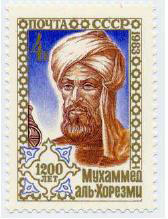 ПОЧТА СССР
4к
1983
1200 ЛЕТ
Мухаммед
аль-Хорезми